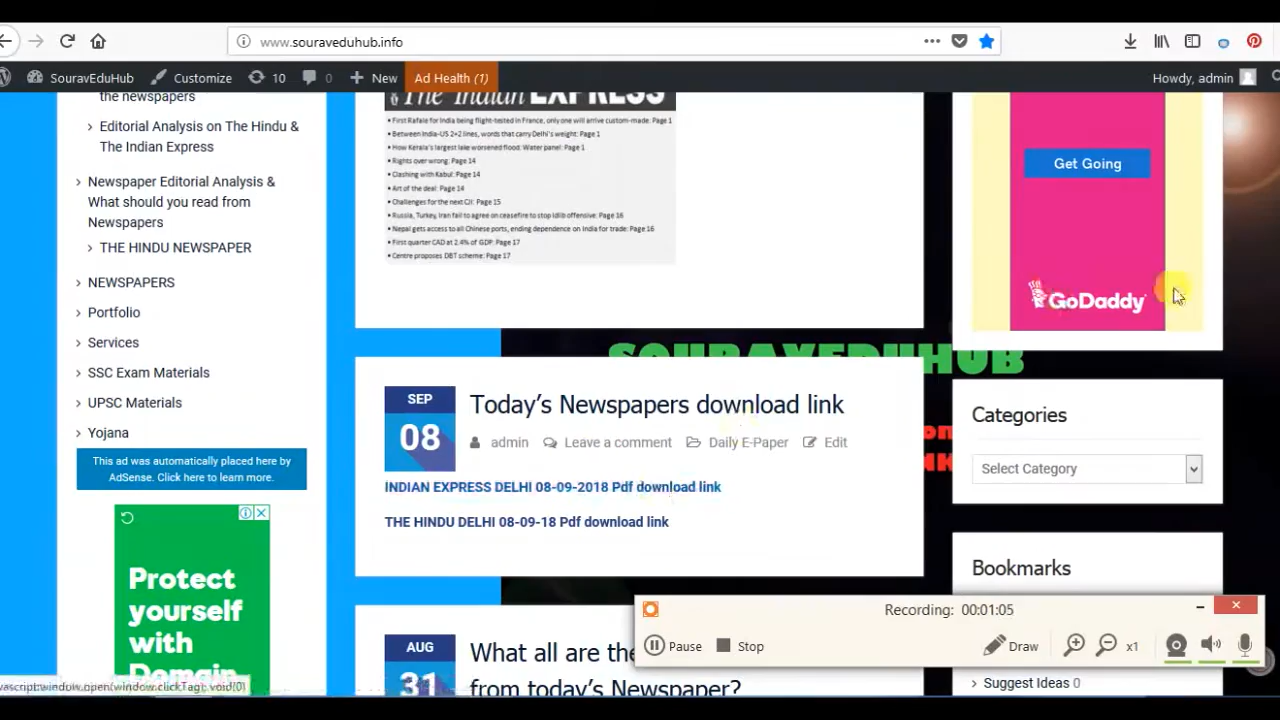 www.souraveduhub.info
SouravEduHub
Customize
10
0
New
Ad Health (1)
Howdy, admin
the newspapers
Editorial Analysis on The Hindu &
The Indian Express
Newspaper Editorial Analysis &
What should you read from
Newspapers
THE HINDU NEWSPAPER
NEWSPAPERS
Portfolio
Services
SSC Exam Materials
UPSC Materials
Yojana
This ad was automatically placed here by
AdSense. Click here to learn more.
Protect
yourself
with
Domain
javascript:window.open(window.clickTag);void(0)
The Indian EXPRESS
• First Rafale for India being flight-tested in France, only one will arrive custom-made: Page 1
• Between India-US 2+2 lines, words that carry Delhi's weight: Page 1
• How Kerala's largest lake worsened flood: Water panel: Page 1
• Rights over wrong: Page 14
• Clashing with Kabul: Page 14
• Art of the deal: Page 14
• Challenges for the next CJI: Page 15
• Russia, Turkey, Iran fail to agree on ceasefire to stop Idlib offensive: Page 16
• Nepal gets access to all Chinese ports, ending dependence on India for trade: Page 16
• First quarter CAD at 2.4% of GDP: Page 17
• Centre proposes DBT scheme: Page 17
SOURAVEDUHUB
SEP
08
Today's Newspapers download link
admin
Leave a comment
Daily E-Paper
Edit
INDIAN EXPRESS DELHI 08-09-2018 Pdf download link
THE HINDU DELHI 08-09-18 Pdf download link
AUG
31
What all are the
from today's Newspaper?
Get Going
GoDaddy
Categories
Select Category
Bookmarks
Suggest Ideas 0
Recording: 00:01:05
Pause
Stop
Draw
x1